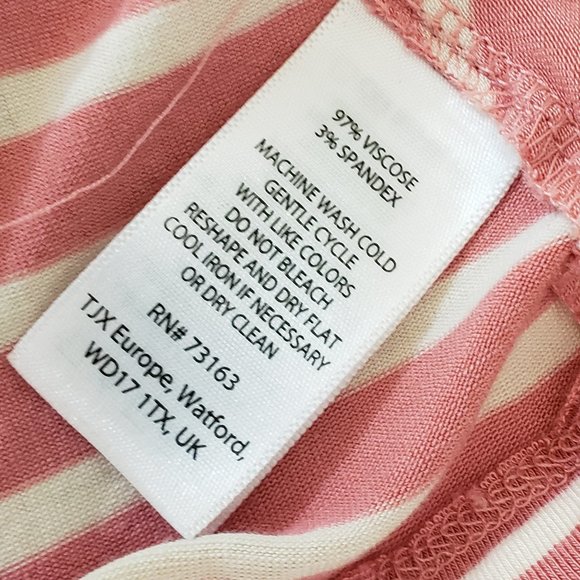 97% VISCOSE
3% SPANDEX
MACHINE WASH COLD
GENTLE CYCLE
WITH LIKE COLORS
DO NOT BLEACH
RESHAPE AND DRY FLAT
COOL IRON IF NECESSARY
OR DRY CLEAN
RN# 73163
TJX Europe, Watford,
WD17 1TX, UK